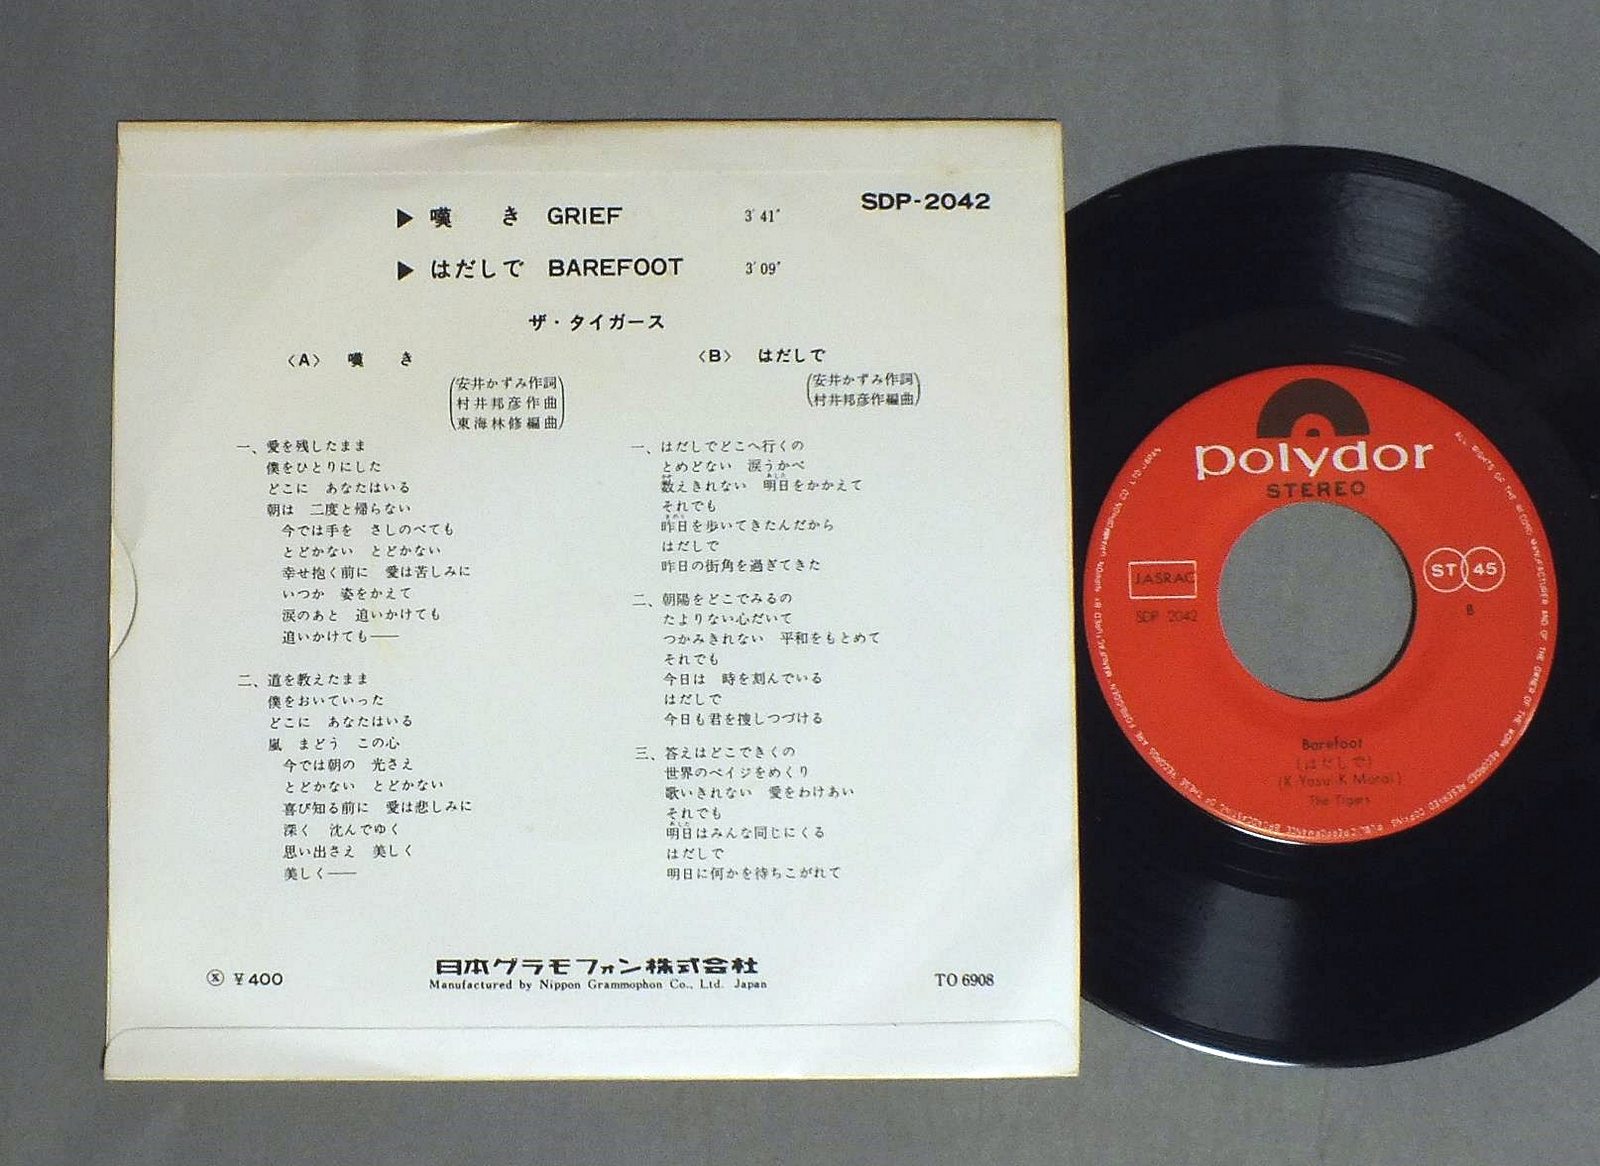 ▶ 嘆 き GRIEF 3′41″
SDP-2042
▶ はだしで BAREFOOT 3′09″
ザ・タイガース
〈A〉 嘆 き
安井かずみ作詞
村井邦彦作曲
東海林修編曲
一、愛を残したまま
僕をひとりにした
どこに あなたはいる
朝は 二度と帰らない
今では手を さしのべても
とどかない とどかない
幸せ抱く前に 愛は苦しみに
いつか 姿をかえて
涙のあと 追いかけても
追いかけても──
二、道を教えたまま
僕をおいていった
どこに あなたはいる
嵐 まどう この心
今では朝の 光さえ
とどかない とどかない
喜び知る前に 愛は悲しみに
深く 沈んでゆく
思い出さえ 美しく
美しく──
〈B〉 はだしで
安井かずみ作詞
村井邦彦作編曲
一、はだしでどこへ行くの
とめどない 涙うかべ
数えきれない 明日をかかえて
それでも
昨日を歩いてきたんだから
はだしで
昨日の街角を過ぎてきた
二、朝陽をどこでみるの
たよりない心だいて
つかみきれない 平和をもとめて
それでも
今日は 時を刻んでいる
はだしで
今日も君を捜しつづける
三、答えはどこできくの
世界のペイジをめくり
歌いきれない 愛をわけあい
それでも
明日はみんな同じにくる
はだしで
明日に何かを待ちこがれて
ⓧ ¥400
日本グラモフォン株式会社
Manufactured by Nippon Grammophon Co., Ltd. Japan
TO 6908
polydor
STEREO
JASRAC
SDP 2042
ST 45
B
Barefoot
(はだしで)
(K Yasui K Murai)
The Tigers